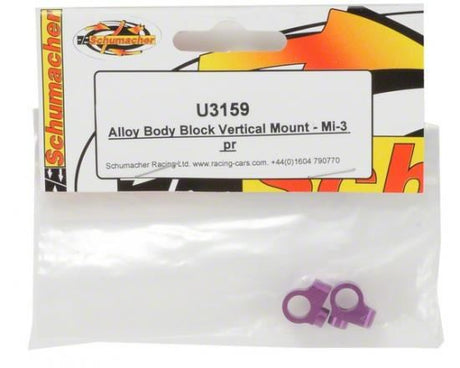 Schumacher
Schumacher
U3159
Alloy Body Block Vertical Mount - Mi-3
pr
Schumacher Racing Ltd. www.racing-cars.com. +44(0)1604 790770
Sch